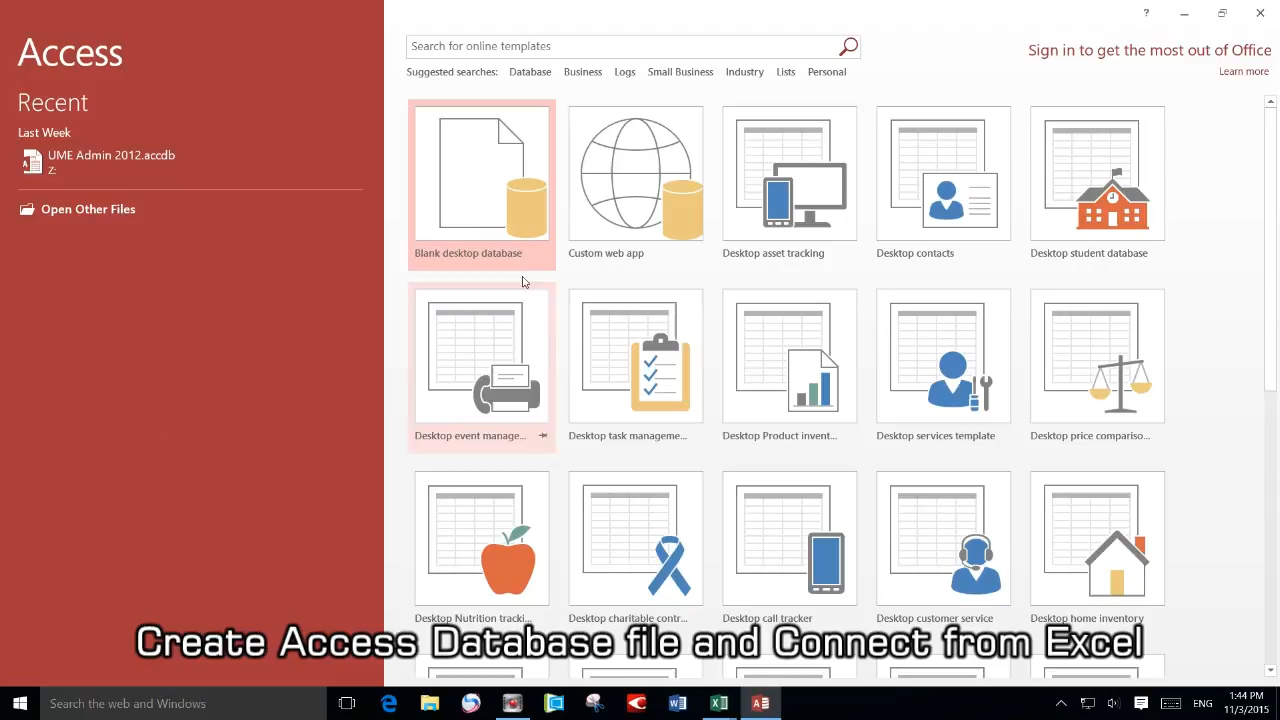 ?
Access
Search for online templates
Sign in to get the most out of Office
Suggested searches: Database Business Logs Small Business Industry Lists Personal
Learn more
Recent
Last Week
UME Admin 2012.accdb
Z:
Open Other Files
Blank desktop database
Custom web app
Desktop asset tracking
Desktop contacts
Desktop student database
Desktop event manage...
Desktop task manageme...
Desktop Product invent...
Desktop services template
Desktop price compariso...
Desktop Nutrition tracki...
Desktop charitable contr...
Desktop call tracker
Desktop customer service
Desktop home inventory
Create Access Database file and Connect from Excel
Search the web and Windows
ENG
1:44 PM
11/3/2015